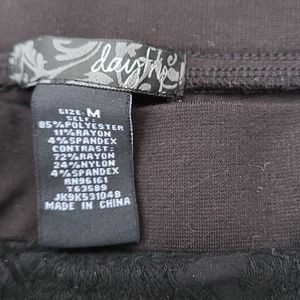 SIZE: M
SELF:
85%POLYESTER
11%RAYON
4%SPANDEX
CONTRAST:
72%RAYON
24%NYLON
4%SPANDEX
RN96161
T63589
JK9K53104B
MADE IN CHINA